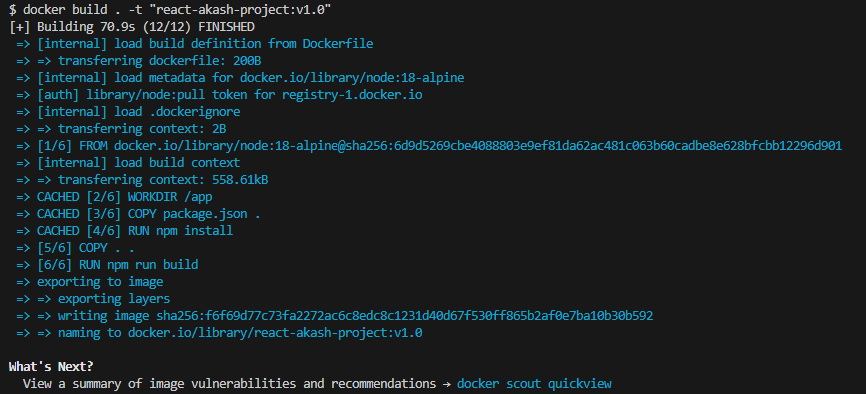 $ docker build . -t "react-akash-project:v1.0"
[+] Building 70.9s (12/12) FINISHED
=> [internal] load build definition from Dockerfile
=> => transferring dockerfile: 200B
=> [internal] load metadata for docker.io/library/node:18-alpine
=> [auth] library/node:pull token for registry-1.docker.io
=> [internal] load .dockerignore
=> => transferring context: 2B
=> [1/6] FROM docker.io/library/node:18-alpine@sha256:6d9d5269cbe4088803e9ef81da62ac481c063b60cadbe8e628bfcbb12296d901
=> [internal] load build context
=> => transferring context: 558.61kB
=> CACHED [2/6] WORKDIR /app
=> CACHED [3/6] COPY package.json .
=> CACHED [4/6] RUN npm install
=> [5/6] COPY . .
=> [6/6] RUN npm run build
=> exporting to image
=> => exporting layers
=> => writing image sha256:f6f69d77c73fa2272ac6c8edc8c1231d40d67f530ff865b2af0e7ba10b30b592
=> => naming to docker.io/library/react-akash-project:v1.0
What's Next?
View a summary of image vulnerabilities and recommendations → docker scout quickview